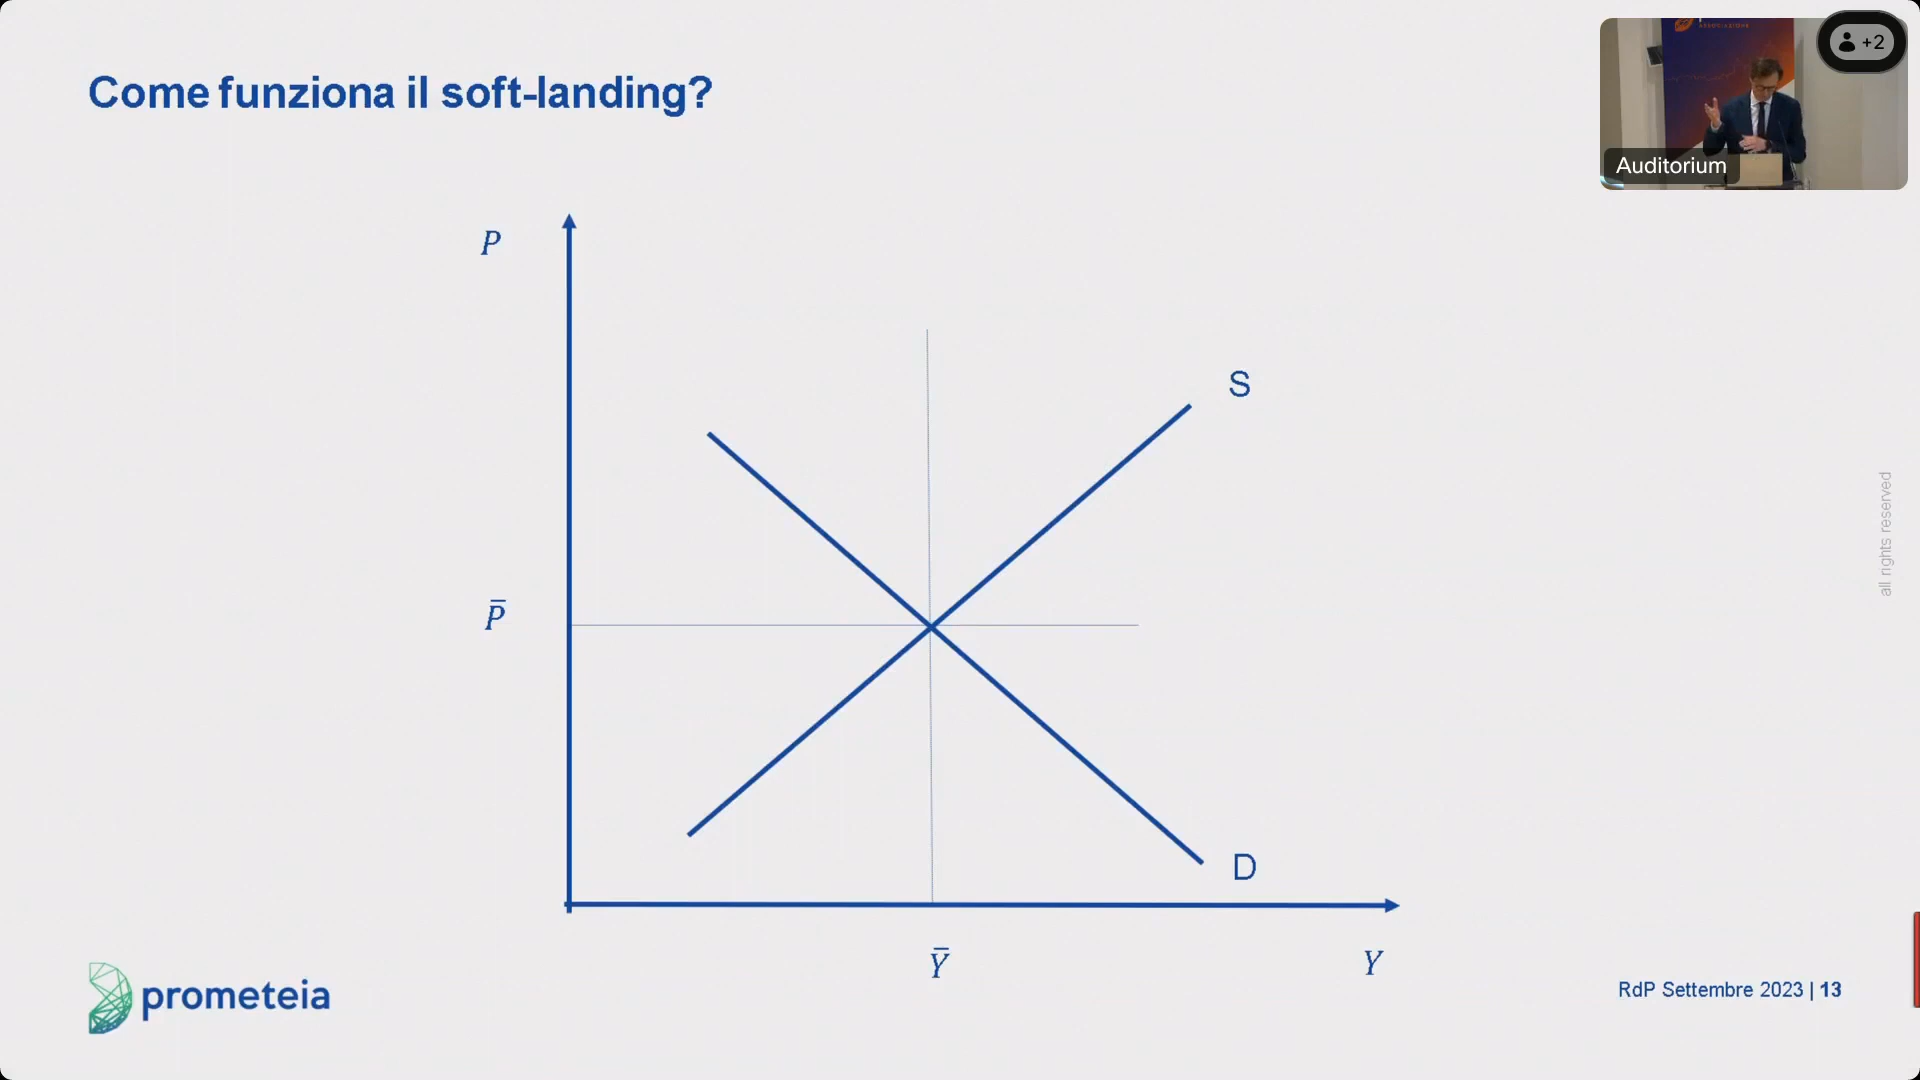 Come funziona il soft-landing?
+2
Auditorium
P
S
P̅
D
Y̅
Y
all rights reserved
prometeia
RdP Settembre 2023 | 13